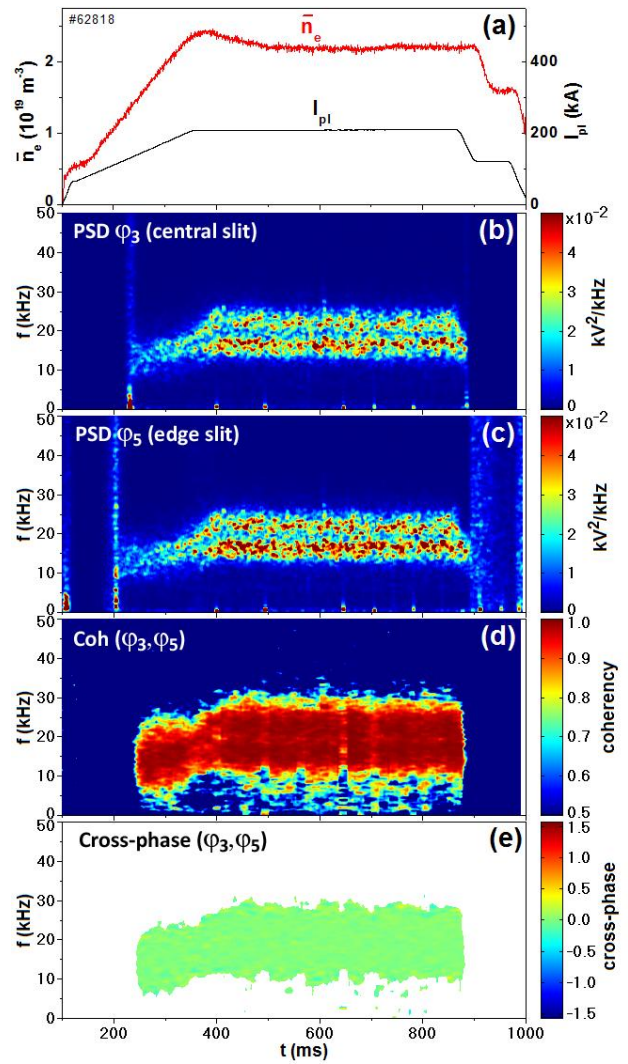 #62818
n̄e
(a)
Ipl
n̄e (10¹⁹ m⁻³)
2
1
0
400
200
0
Ipl (kA)
PSD φ₃ (central slit)
(b)
f (kHz)
50
40
30
20
10
0
x10⁻²
4
3
2
1
0
kV²/kHz
PSD φ₅ (edge slit)
(c)
f (kHz)
50
40
30
20
10
0
x10⁻²
4
3
2
1
0
kV²/kHz
Coh (φ₃,φ₅)
(d)
f (kHz)
50
40
30
20
10
0
1.0
0.9
0.8
0.7
0.6
0.5
coherency
Cross-phase (φ₃,φ₅)
(e)
f (kHz)
50
40
30
20
10
0
1.5
1.0
0.5
0.0
-0.5
-1.0
-1.5
cross-phase
200 400 600 800 1000
t (ms)